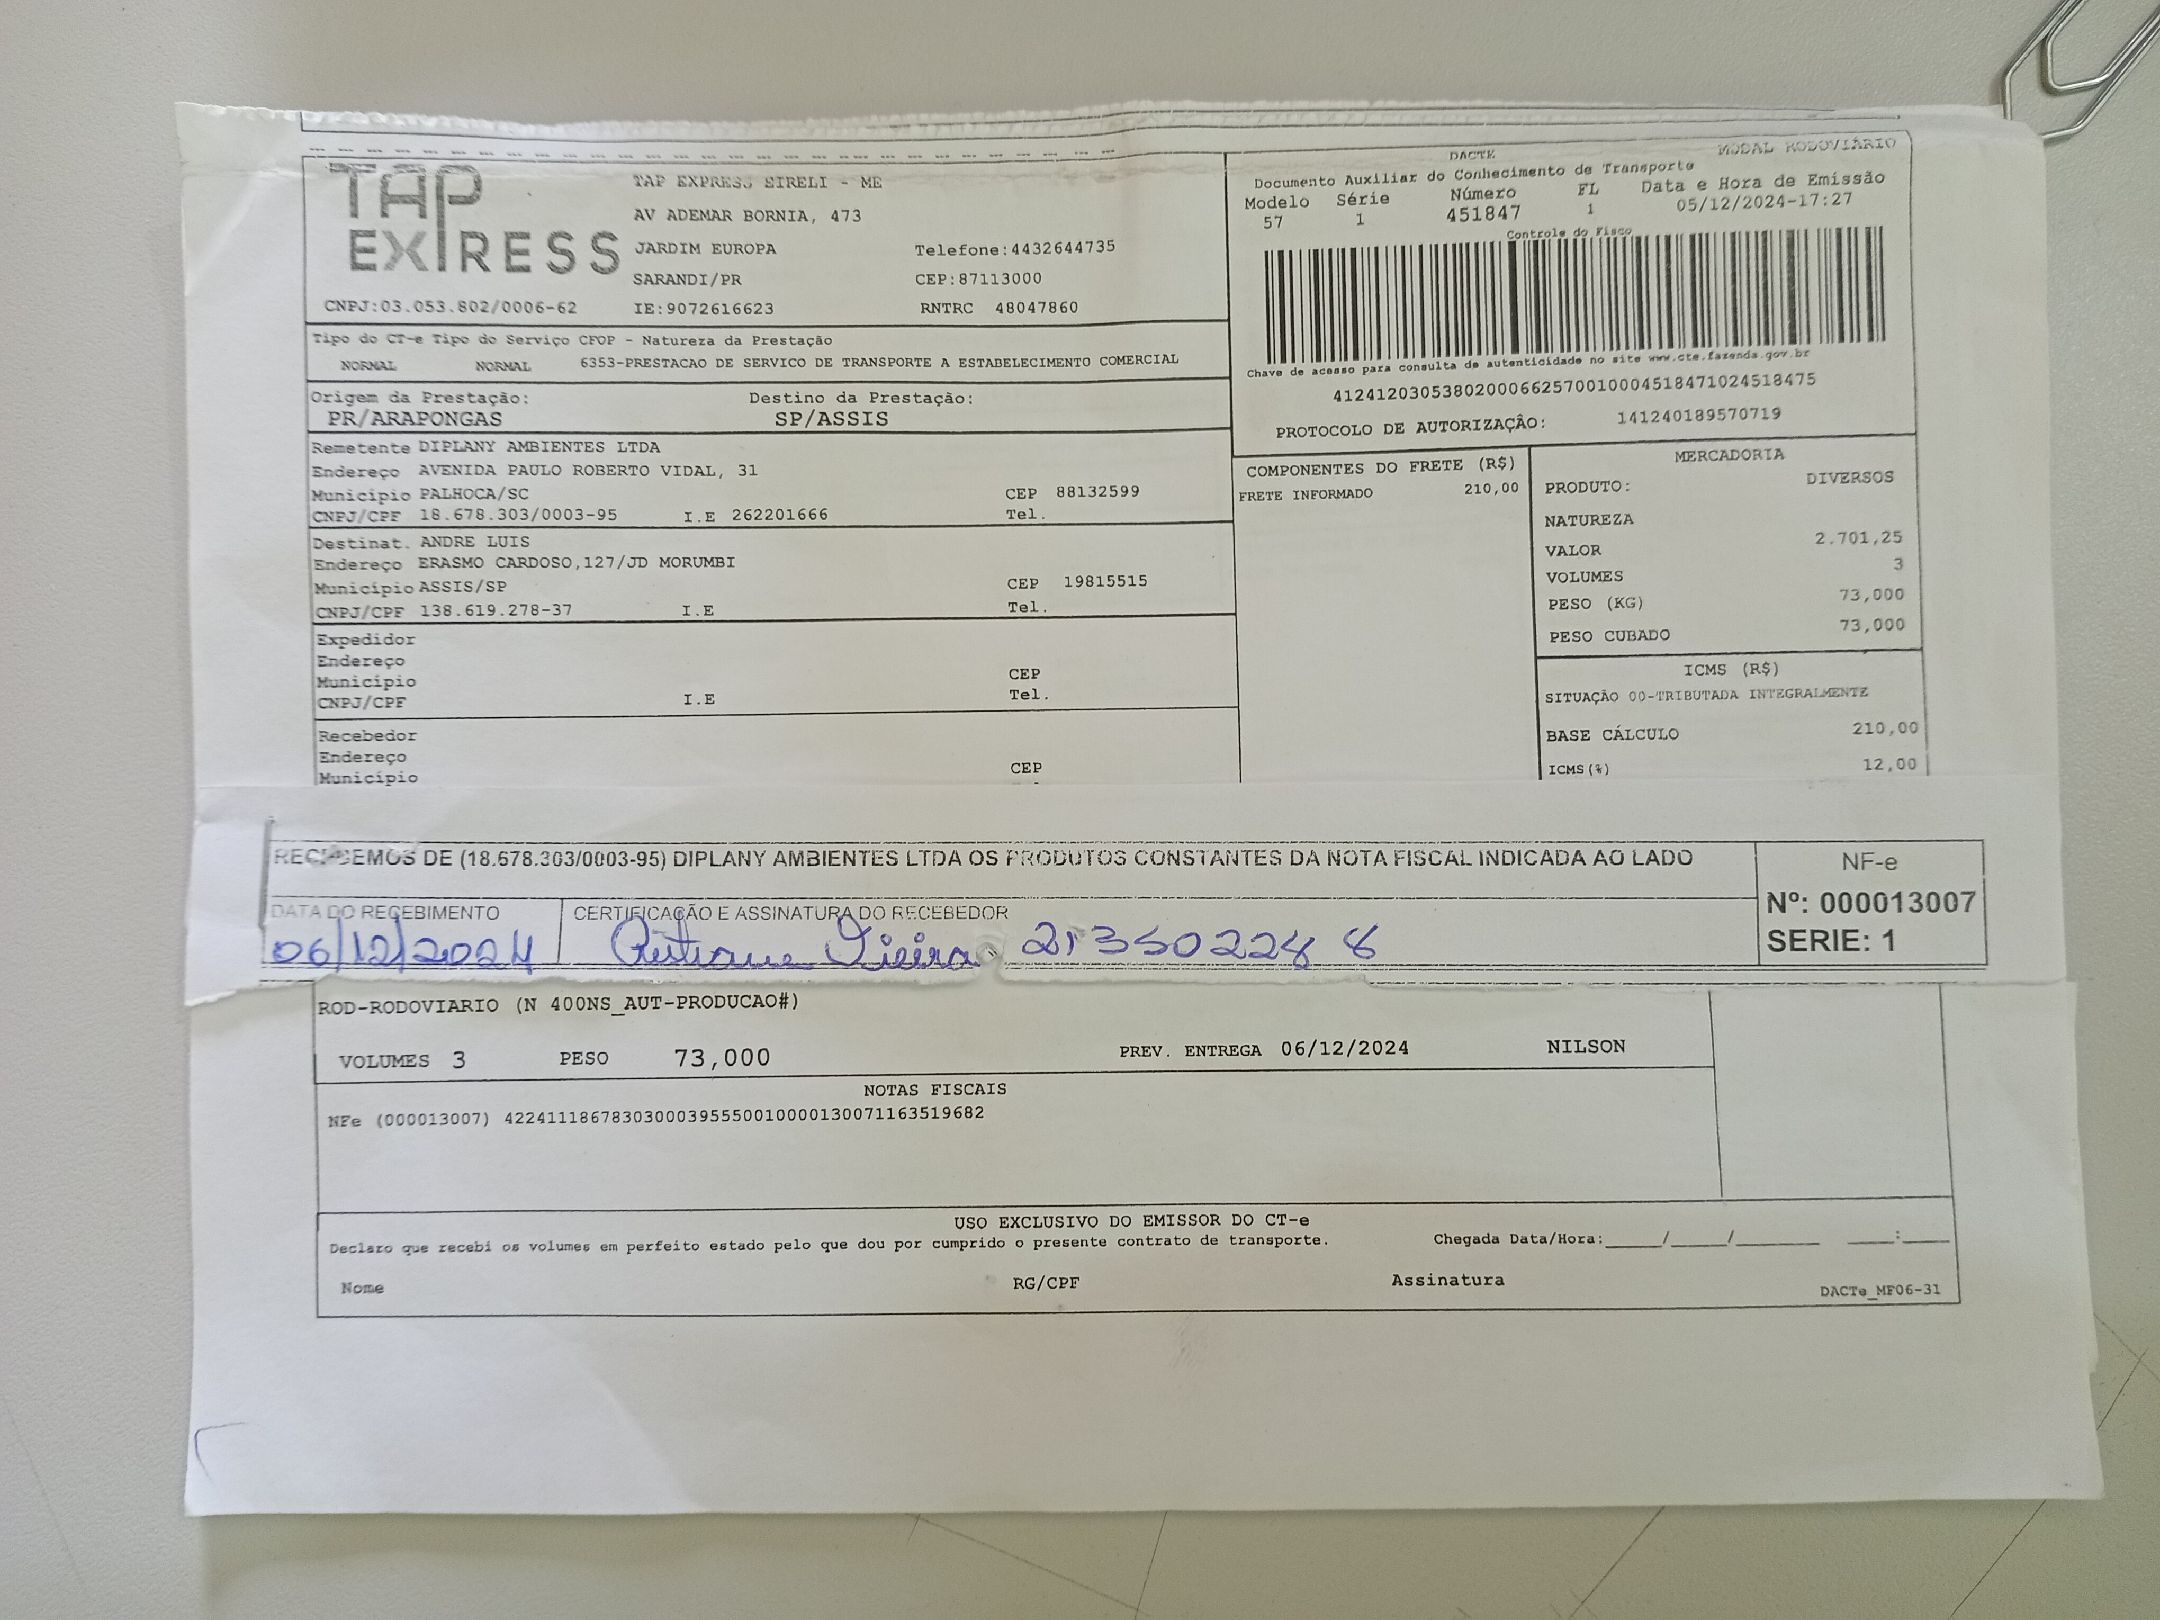 TAP
EXPRESS
TAP EXPRESS EIRELI - ME
AV ADEMAR BORNIA, 473
JARDIM EUROPA Telefone:4432644735
SARANDI/PR CEP:87113000
CNPJ:03.053.802/0006-62 IE:9072616623 RNTRC 48047860
DACTE MODAL RODOVIÁRIO
Documento Auxiliar do Conhecimento de Transporte
Modelo Série Número FL Data e Hora de Emissão
57 1 451847 1 05/12/2024-17:27
Controle do Fisco
Chave de acesso para consulta de autenticidade no site www.cte.fazenda.gov.br
41241203053802000662570010004518471024518475
PROTOCOLO DE AUTORIZAÇÃO: 141240189570719
Tipo do CT-e Tipo do Serviço CFOP - Natureza da Prestação
NORMAL NORMAL 6353-PRESTACAO DE SERVICO DE TRANSPORTE A ESTABELECIMENTO COMERCIAL
Origem da Prestação: Destino da Prestação:
PR/ARAPONGAS SP/ASSIS
Remetente DIPLANY AMBIENTES LTDA
Endereço AVENIDA PAULO ROBERTO VIDAL, 31
Município PALHOCA/SC CEP 88132599
CNPJ/CPF 18.678.303/0003-95 I.E 262201666 Tel.
Destinat. ANDRE LUIS
Endereço ERASMO CARDOSO,127/JD MORUMBI
Município ASSIS/SP CEP 19815515
CNPJ/CPF 138.619.278-37 I.E Tel.
Expedidor
Endereço
Município CEP
CNPJ/CPF I.E Tel.
Recebedor
Endereço
Município CEP
COMPONENTES DO FRETE (R$)
FRETE INFORMADO 210,00
MERCADORIA
PRODUTO: DIVERSOS
NATUREZA
VALOR 2.701,25
VOLUMES 3
PESO (KG) 73,000
PESO CUBADO 73,000
ICMS (R$)
SITUAÇÃO 00-TRIBUTADA INTEGRALMENTE
BASE CÁLCULO 210,00
ICMS(%) 12,00
RECEBEMOS DE (18.678.303/0003-95) DIPLANY AMBIENTES LTDA OS PRODUTOS CONSTANTES DA NOTA FISCAL INDICADA AO LADO
NF-e
Nº: 000013007
SERIE: 1
DATA DO RECEBIMENTO CERTIFICAÇÃO E ASSINATURA DO RECEBEDOR
06/12/2024 Vieira
ROD-RODOVIARIO (N 400NS_AUT-PRODUCAO#)
VOLUMES 3 PESO 73,000 PREV. ENTREGA 06/12/2024 NILSON
NOTAS FISCAIS
NFe (000013007) 42241118678303000395550010000130071163519682
USO EXCLUSIVO DO EMISSOR DO CT-e
Declaro que recebi os volumes em perfeito estado pelo que dou por cumprido o presente contrato de transporte. Chegada Data/Hora:_____/_____/_______ ____:____
Nome RG/CPF Assinatura
DACTe_MF06-31